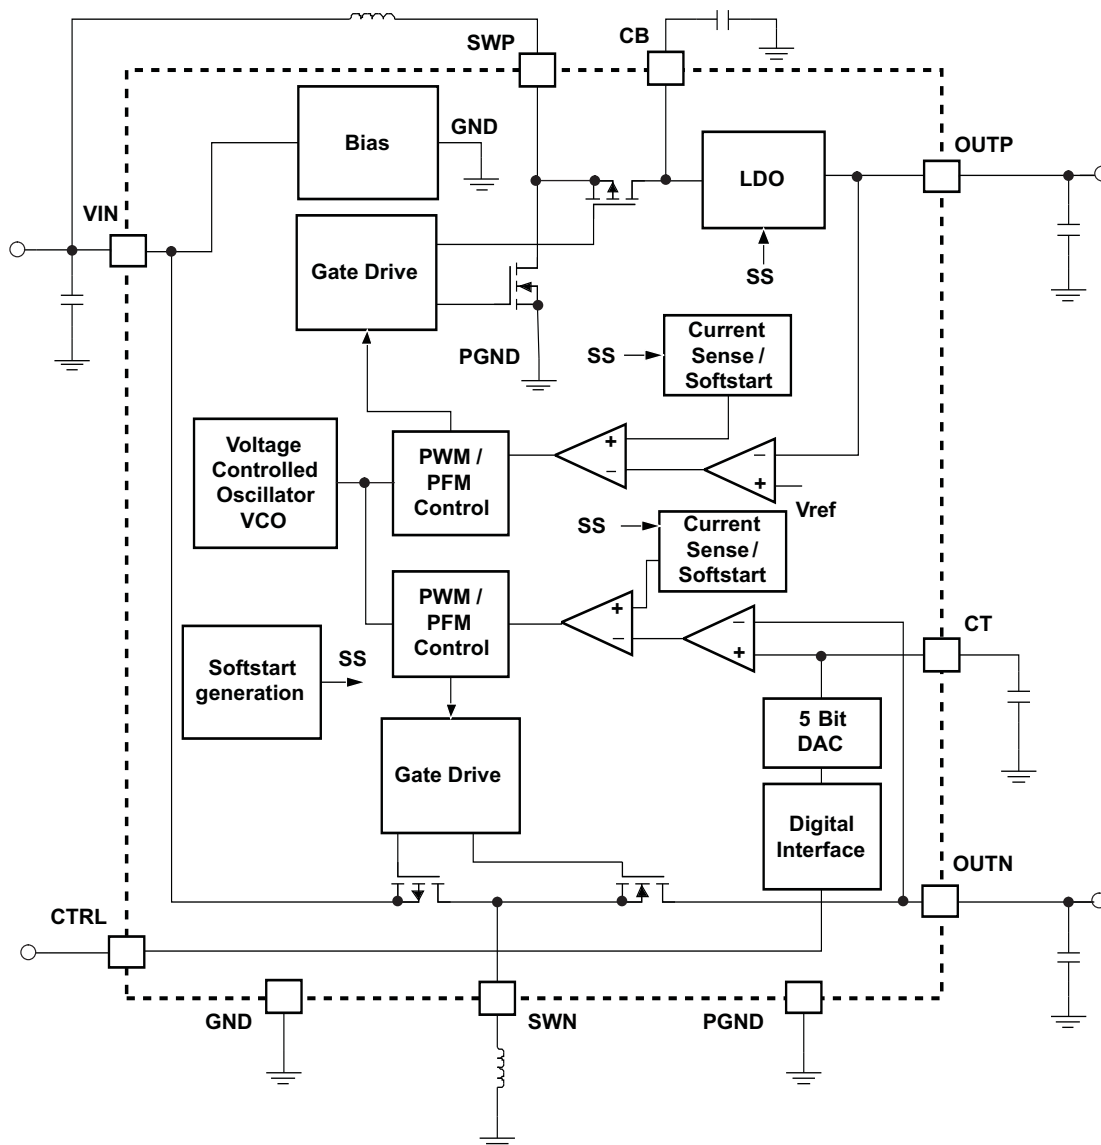 SWP
CB
Bias
GND
LDO
OUTP
VIN
Gate Drive
SS
PGND
SS
Current
Sense /
Softstart
Voltage
Controlled
Oscillator
VCO
PWM /
PFM
Control
+
−
−
+
Vref
SS
Current
Sense /
Softstart
PWM /
PFM
Control
+
−
−
+
CT
Softstart
generation
SS
5 Bit
DAC
Gate Drive
Digital
Interface
OUTN
CTRL
GND
SWN
PGND